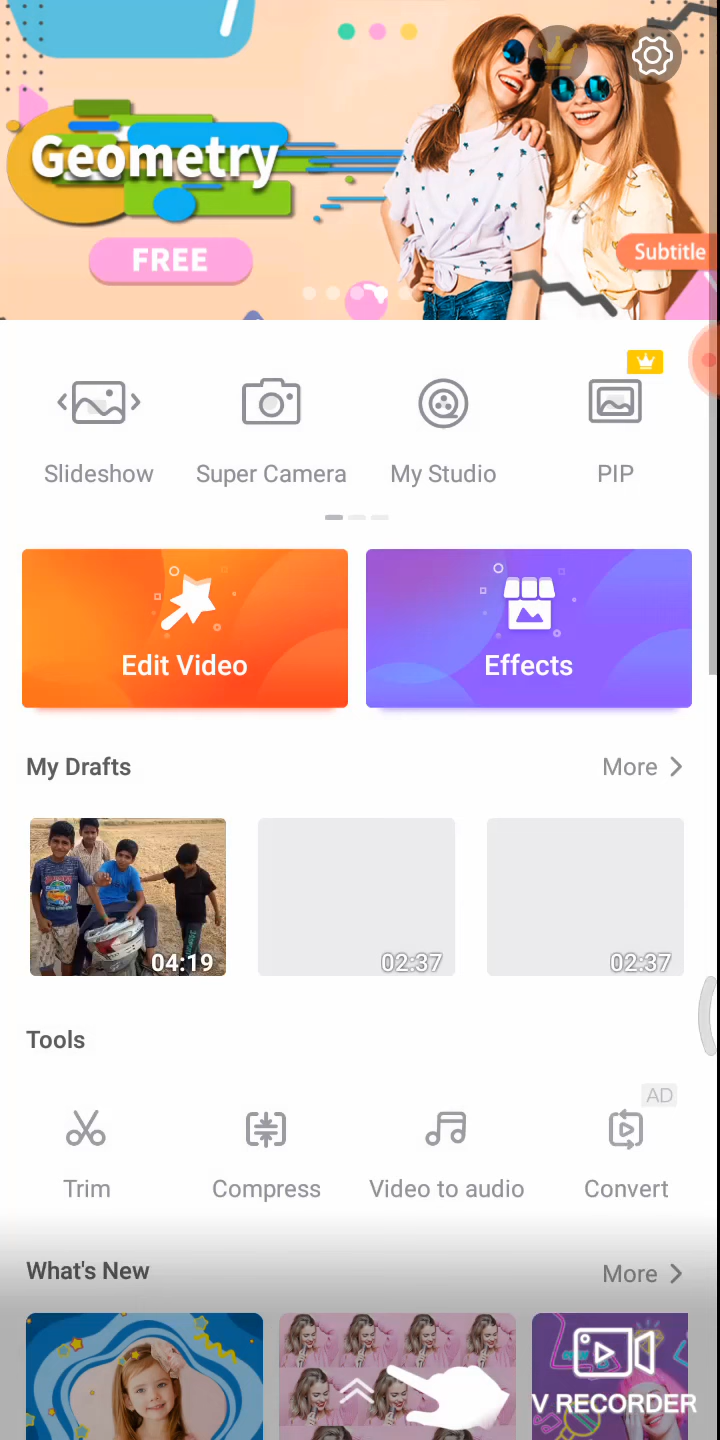 Geometry
FREE
Subtitle
Slideshow
Super Camera
My Studio
PIP
Edit Video
Effects
My Drafts
More
04:19
02:37
02:37
Tools
AD
Trim
Compress
Video to audio
Convert
What's New
More
V RECORDER